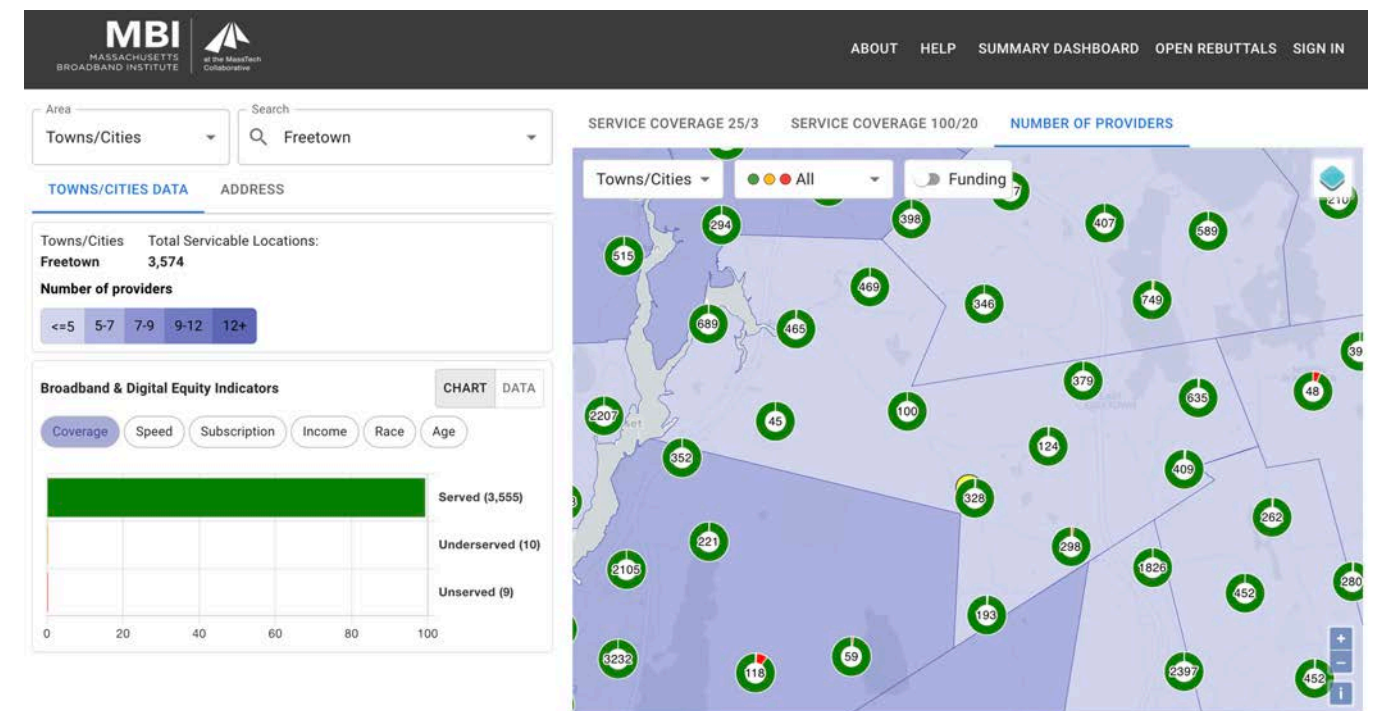 MBI
MASSACHUSETTS
BROADBAND INSTITUTE
at the MassTech
Collaborative
ABOUT HELP SUMMARY DASHBOARD OPEN REBUTTALS SIGN IN
Area
Towns/Cities
Search
Freetown
TOWNS/CITIES DATA ADDRESS
Towns/Cities Total Servicable Locations:
Freetown 3,574
Number of providers
<=5 5-7 7-9 9-12 12+
Broadband & Digital Equity Indicators CHART DATA
Coverage Speed Subscription Income Race Age
Served (3,555)
Underserved (10)
Unserved (9)
0 20 40 60 80 100
SERVICE COVERAGE 25/3 SERVICE COVERAGE 100/20 NUMBER OF PROVIDERS
Towns/Cities All Funding
7
210
294 398 407 589
515
469 346 749
689 465
39
379 635 48
2207 45 100
124
352 409
328
262
221 298
2105 1826 452 280
193
3232 118 59 2397 452
+
−
i